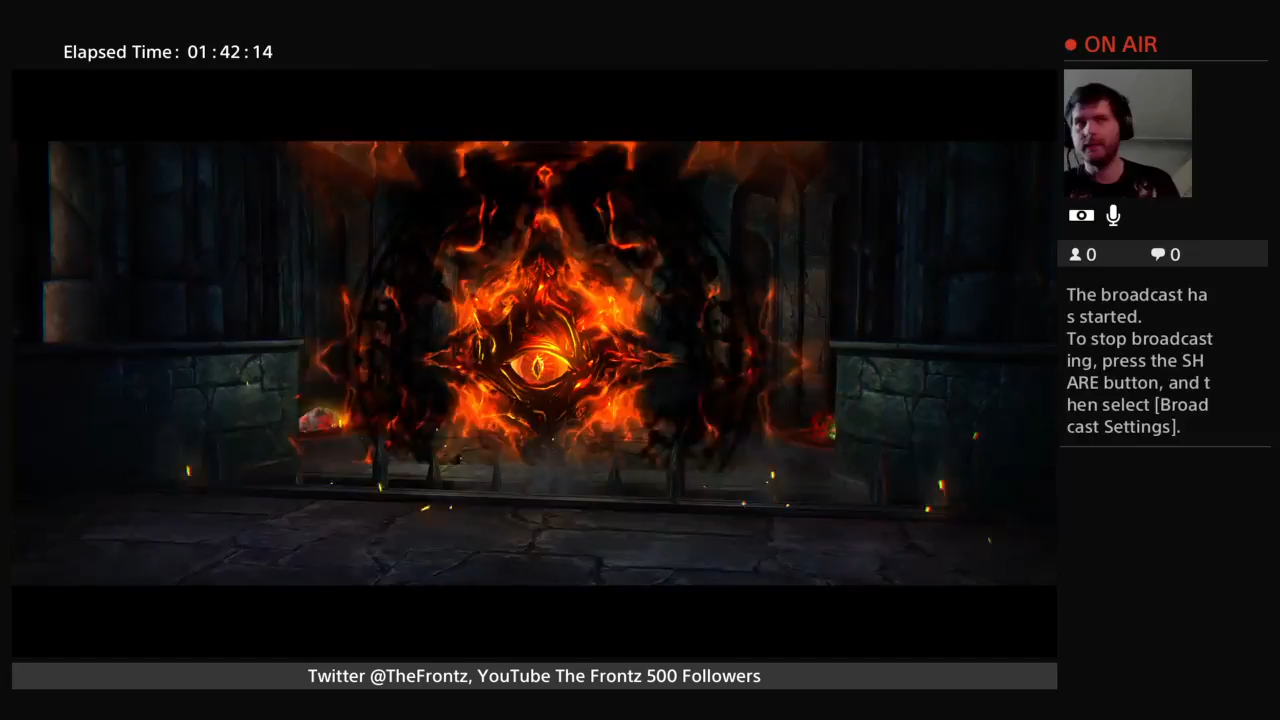 Elapsed Time: 01:42:14
ON AIR
0 0
The broadcast ha
s started.
To stop broadcast
ing, press the SH
ARE button, and t
hen select [Broad
cast Settings].
Twitter @TheFrontz, YouTube The Frontz 500 Followers